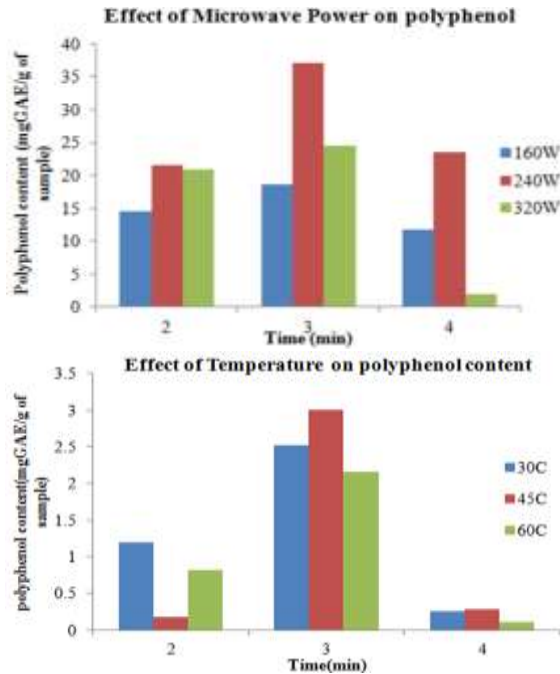 Effect of Microwave Power on polyphenol
Polyphenol content (mgGAE/g of
sample)
40
35
30
25
20
15
10
5
0
2
3
4
Time (min)
160W
240W
320W
Effect of Temperature on polyphenol content
polyphenol content(mgGAE/g of
sample)
3.5
3
2.5
2
1.5
1
0.5
0
2
3
4
Time(min)
30C
45C
60C